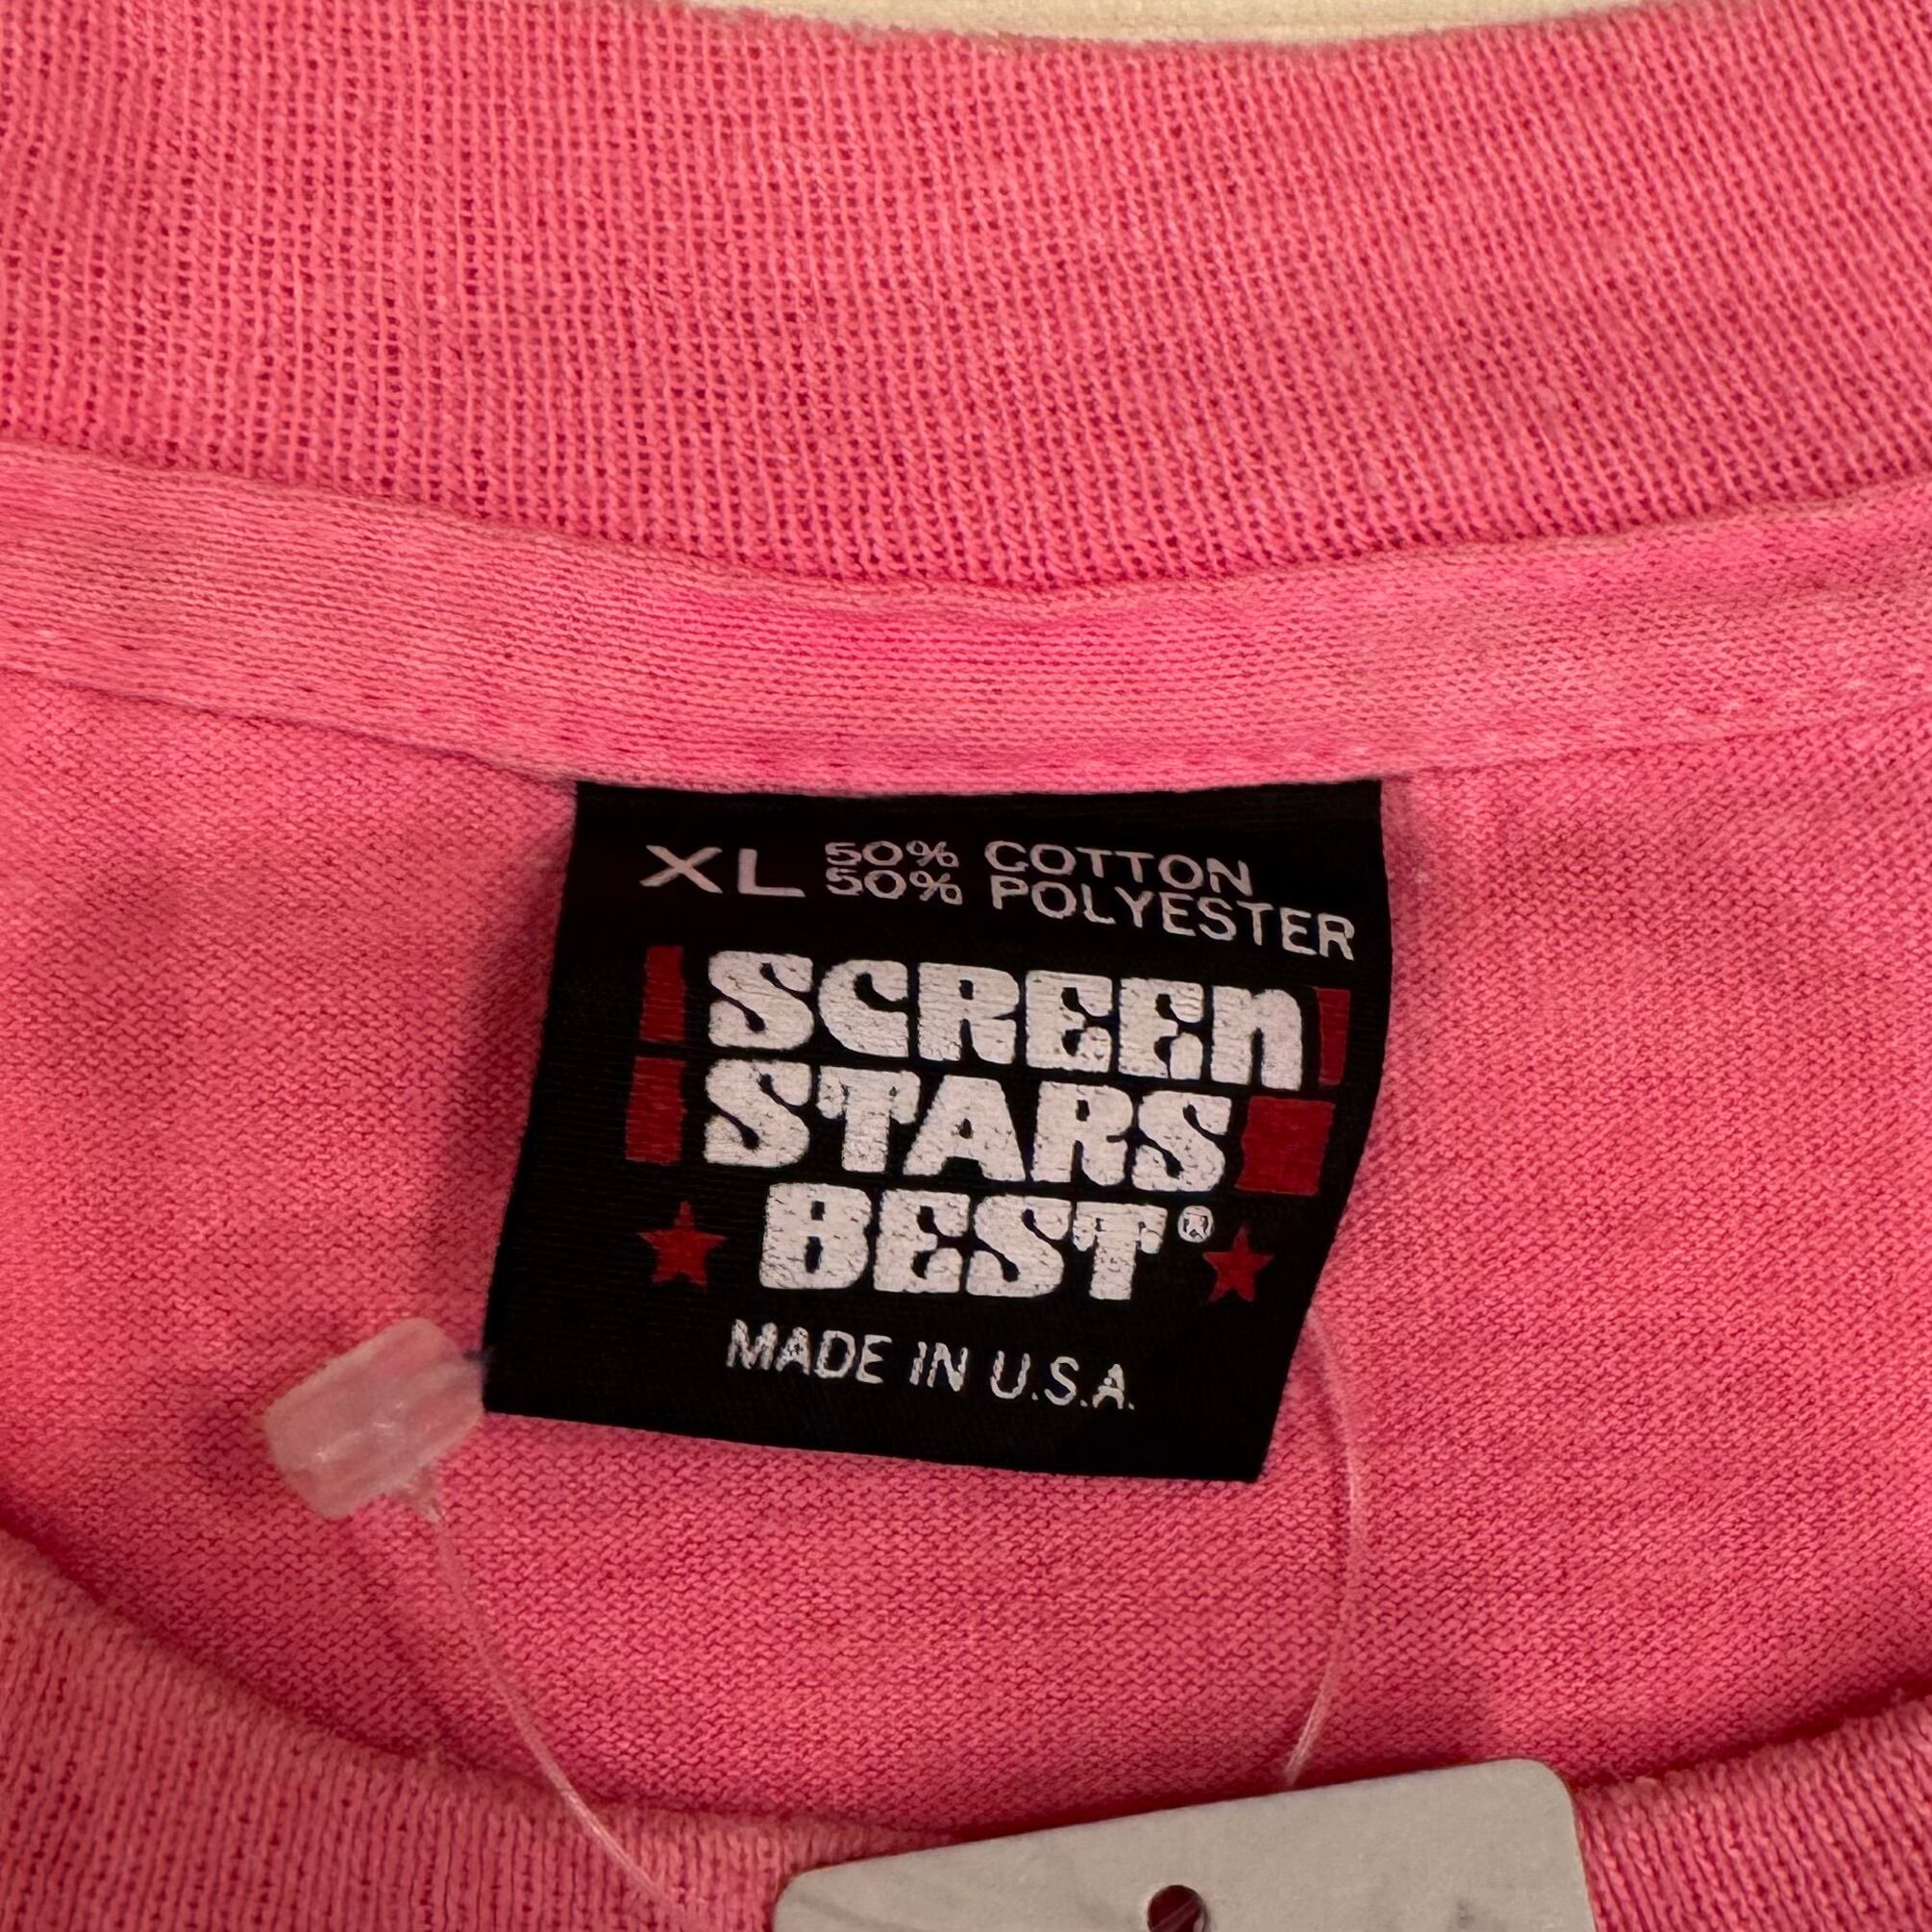 XL 50% COTTON
50% POLYESTER
SCREEN
STARS
BEST®
MADE IN U.S.A.